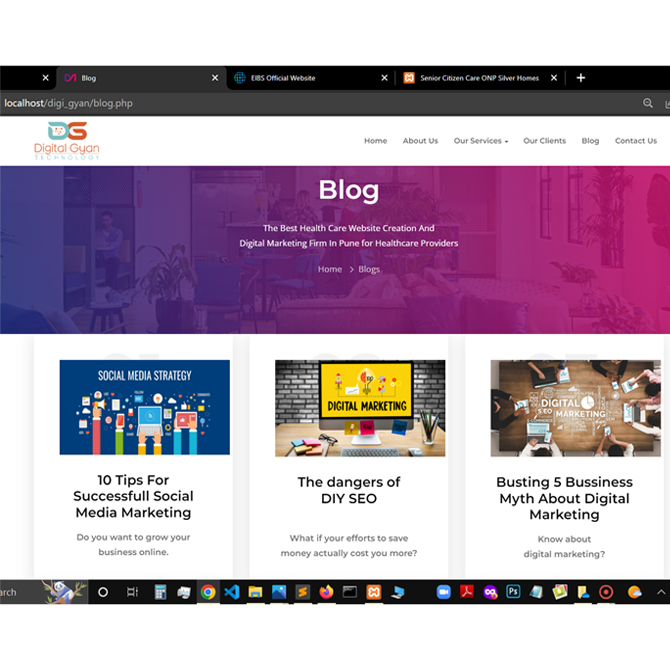 Blog
EIBS Official Website
Senior Citizen Care ONP Silver Homes
localhost/digi_gyan/blog.php
DG
Digital Gyan
TECHNOLOGY
Home
About Us
Our Services
Our Clients
Blog
Contact Us
Blog
The Best Health Care Website Creation And
Digital Marketing Firm In Pune for Healthcare Providers
Home
Blogs
SOCIAL MEDIA STRATEGY
DIGITAL MARKETING
DIGITAL
SEO MARKETING
10 Tips For
Successfull Social
Media Marketing
Do you want to grow your
business online.
The dangers of
DIY SEO
What if your efforts to save
money actually cost you more?
Busting 5 Bussiness
Myth About Digital
Marketing
Know about
digital marketing?
arch
Ps